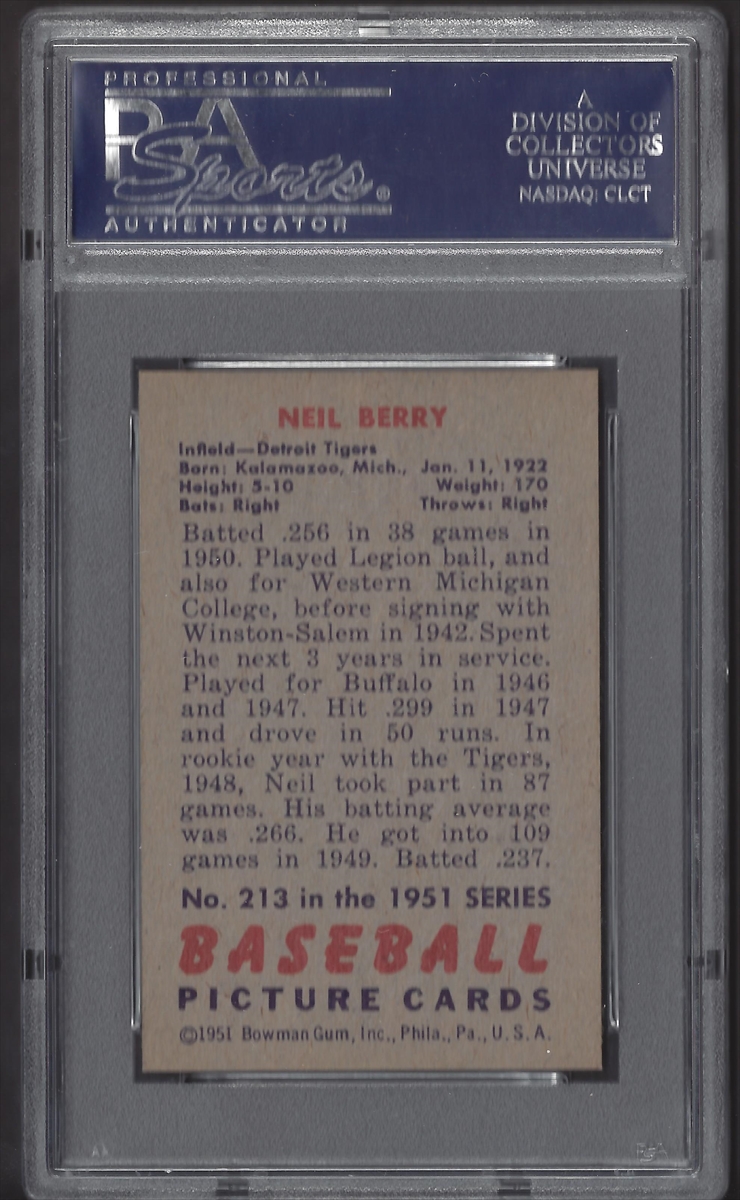 PROFESSIONAL
PSA
Sports®
AUTHENTICATOR
A
DIVISION OF
COLLECTORS
UNIVERSE
NASDAQ: CLCT
NEIL BERRY
Infield—Detroit Tigers
Born: Kalamazoo, Mich., Jan. 11, 1922
Height: 5-10 Weight: 170
Bats: Right Throws: Right
Batted .256 in 38 games in
1950. Played Legion ball, and
also for Western Michigan
College, before signing with
Winston-Salem in 1942. Spent
the next 3 years in service.
Played for Buffalo in 1946
and 1947. Hit .299 in 1947
and drove in 50 runs. In
rookie year with the Tigers,
1948, Neil took part in 87
games. His batting average
was .266. He got into 109
games in 1949. Batted .237.
No. 213 in the 1951 SERIES
BASEBALL
PICTURE CARDS
©1951 Bowman Gum, Inc., Phila., Pa., U.S.A.
PSA